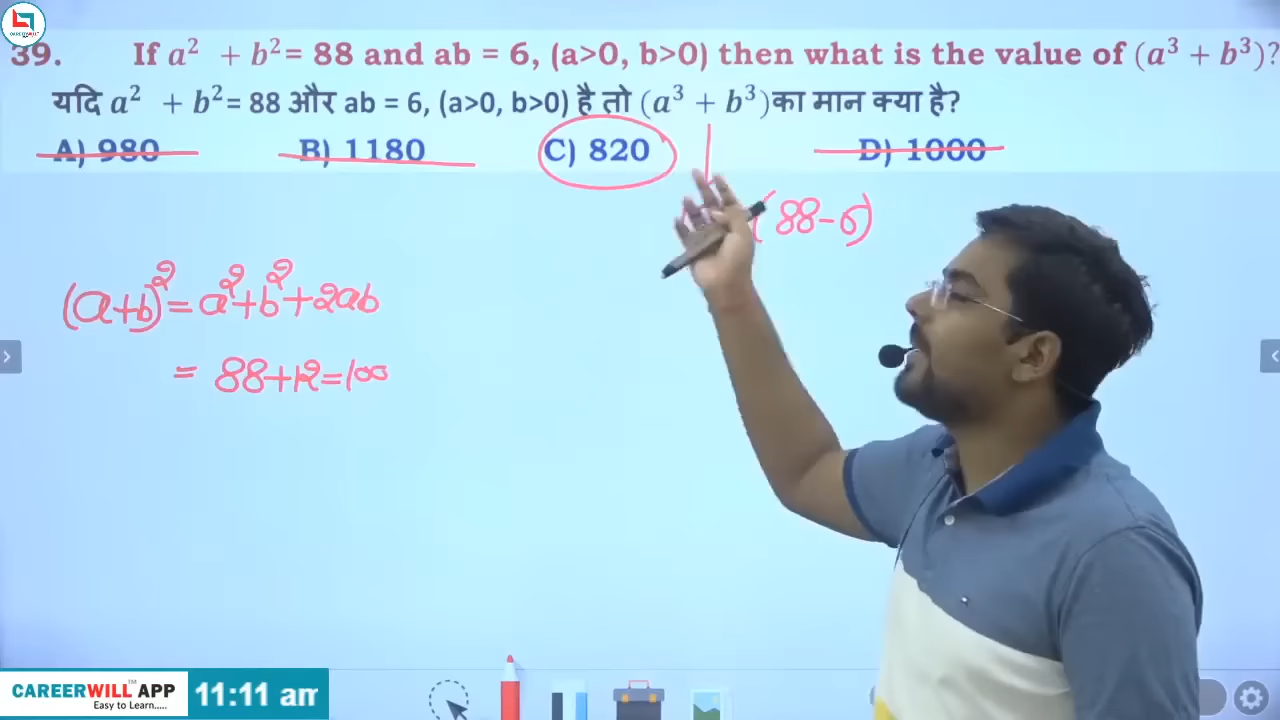 CAREERWILL
39. If a² + b²= 88 and ab = 6, (a>0, b>0) then what is the value of (a³ + b³)?
यदि a² + b²= 88 और ab = 6, (a>0, b>0) है तो (a³ + b³)का मान क्या है?
A) 980 B) 1180 C) 820 D) 1000
(88-6)
(a+b)²=a²+b²+2ab
= 88+12=100
CAREERWILL™ APP
Easy to Learn.....
11:11 am